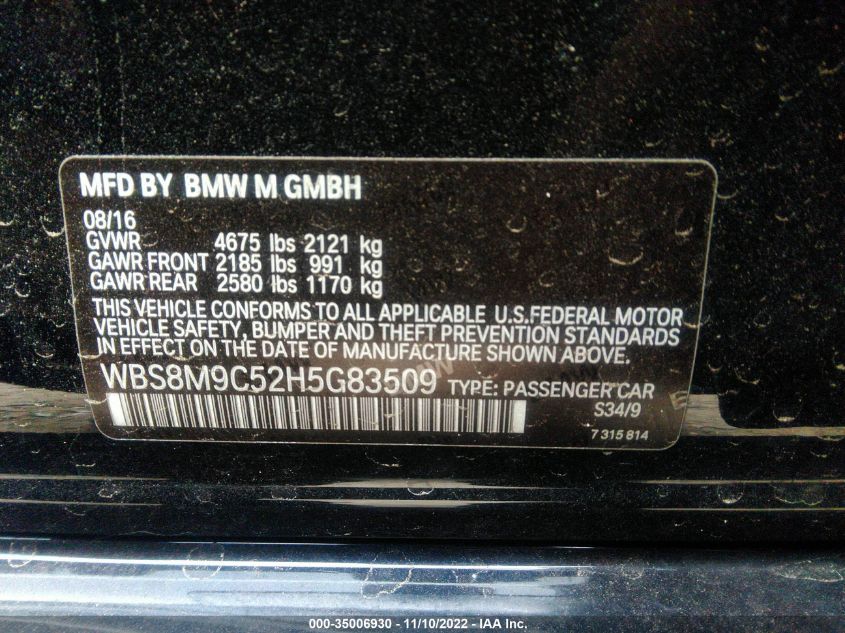 MFD BY BMW M GMBH
08/16
GVWR 4675 lbs 2121 kg
GAWR FRONT 2185 lbs 991 kg
GAWR REAR 2580 lbs 1170 kg
THIS VEHICLE CONFORMS TO ALL APPLICABLE U.S.FEDERAL MOTOR
VEHICLE SAFETY, BUMPER AND THEFT PREVENTION STANDARDS
IN EFFECT ON THE DATE OF MANUFACTURE SHOWN ABOVE.
WBS8M9C52H5G83509 TYPE: PASSENGER CAR
S34/9
7 315 814
000-35006930 - 11/10/2022 - IAA Inc.